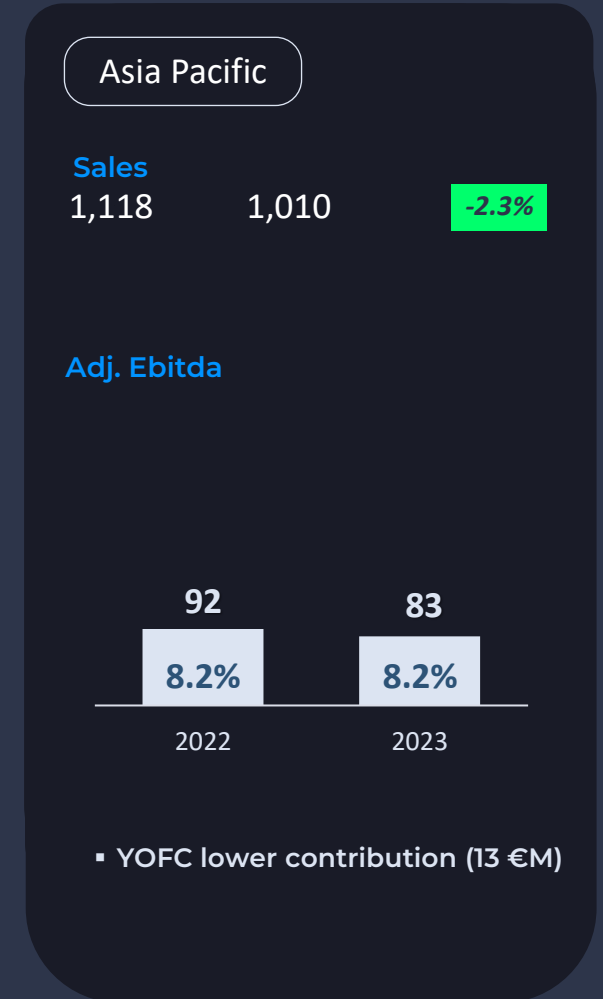 Asia Pacific
Sales
1,118 1,010 -2.3%
Adj. Ebitda
92 83
8.2% 8.2%
2022 2023
▪ YOFC lower contribution (13 €M)